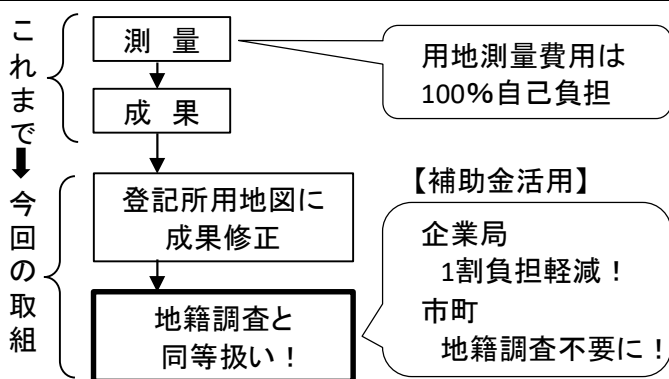 これまで
測 量
用地測量費用は
100%自己負担
成 果
➡
今回の取組
登記所用地図に
成果修正
地籍調査と
同等扱い！
【補助金活用】
企業局
1割負担軽減！
市町
地籍調査不要に！